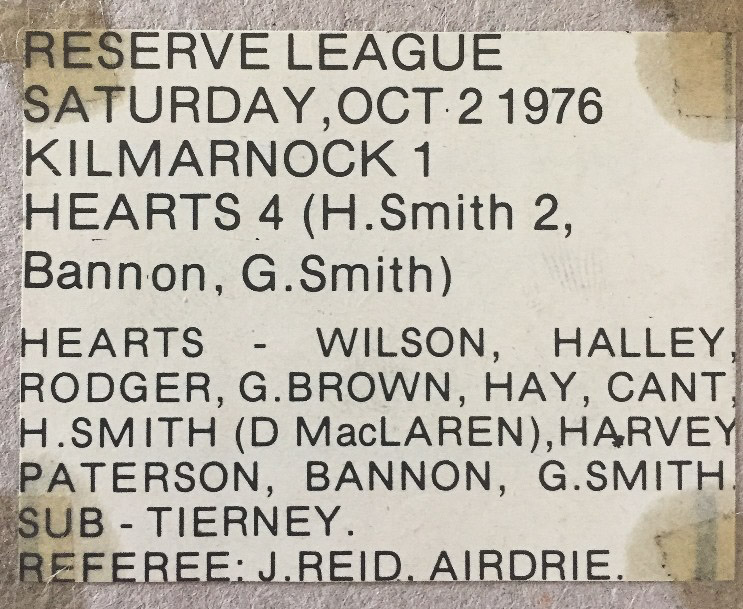 RESERVE LEAGUE
SATURDAY,OCT 2 1976
KILMARNOCK 1
HEARTS 4 (H.Smith 2,
Bannon, G.Smith)
HEARTS - WILSON, HALLEY,
RODGER, G.BROWN, HAY, CANT,
H.SMITH (D MacLAREN),HARVEY
PATERSON, BANNON, G.SMITH.
SUB - TIERNEY.
REFEREE: J.REID. AIRDRIE.